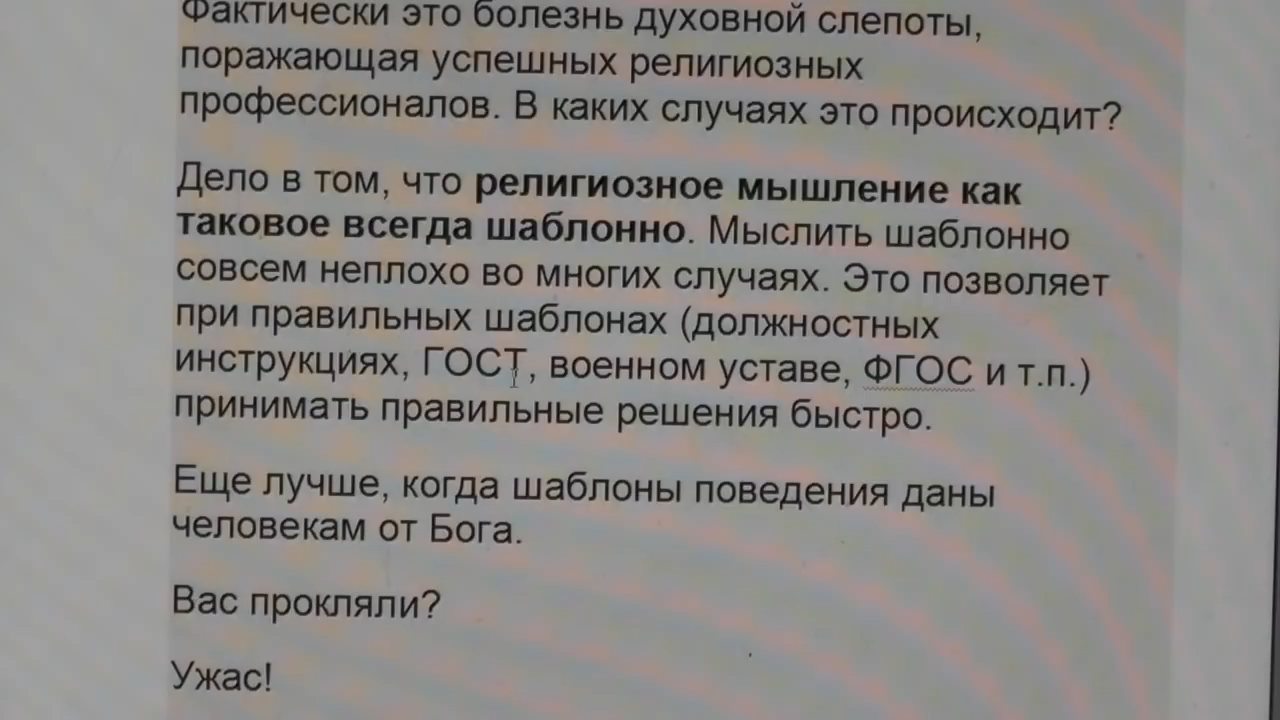 Фактически это болезнь духовной слепоты,
поражающая успешных религиозных
профессионалов. В каких случаях это происходит?
Дело в том, что религиозное мышление как
таковое всегда шаблонно. Мыслить шаблонно
совсем неплохо во многих случаях. Это позволяет
при правильных шаблонах (должностных
инструкциях, ГОСТ, военном уставе, ФГОС и т.п.)
принимать правильные решения быстро.
Еще лучше, когда шаблоны поведения даны
человекам от Бога.
Вас прокляли?
Ужас!